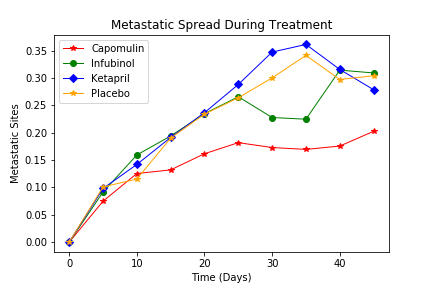 Metastatic Spread During Treatment
Capomulin
Infubinol
Ketapril
Placebo
Metastatic Sites
0.35
0.30
0.25
0.20
0.15
0.10
0.05
0.00
0 10 20 30 40
Time (Days)